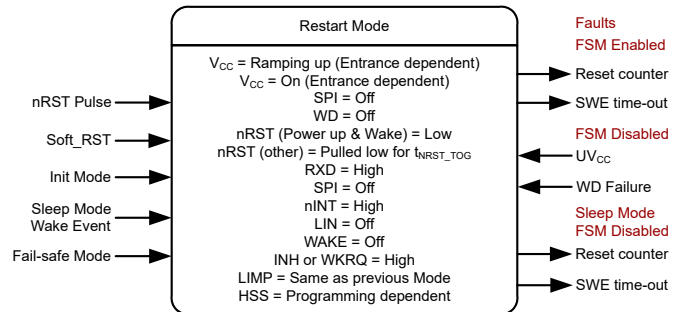 Restart Mode
V_CC = Ramping up (Entrance dependent)
V_CC = On (Entrance dependent)
SPI = Off
WD = Off
nRST (Power up & Wake) = Low
nRST (other) = Pulled low for t_NRST_TOG
RXD = High
SPI = Off
nINT = High
LIN = Off
WAKE = Off
INH or WKRQ = High
LIMP = Same as previous Mode
HSS = Programming dependent
nRST Pulse
Soft_RST
Init Mode
Sleep Mode
Wake Event
Fail-safe Mode
Faults
FSM Enabled
Reset counter
SWE time-out
FSM Disabled
UV_CC
WD Failure
Sleep Mode
FSM Disabled
Reset counter
SWE time-out